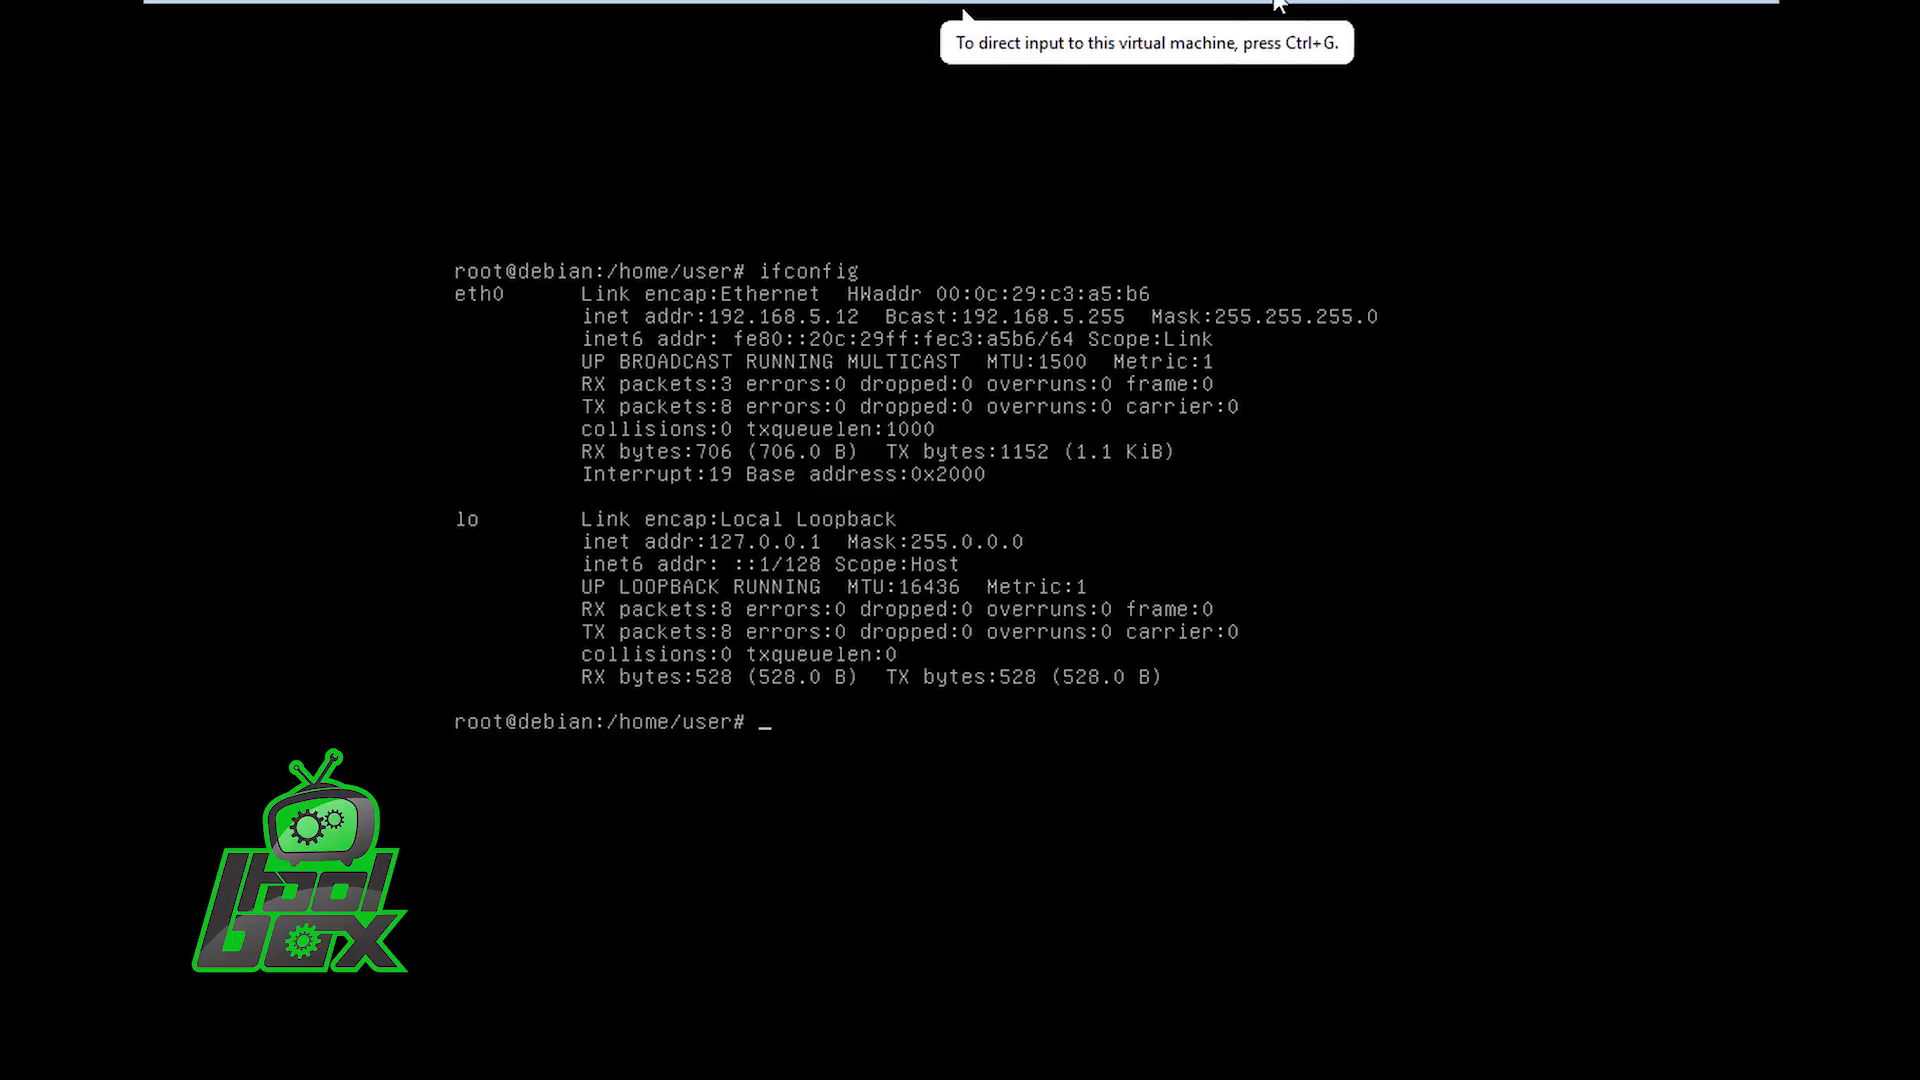 To direct input to this virtual machine, press Ctrl+G.
root@debian:/home/user# ifconfig
eth0 Link encap:Ethernet HWaddr 00:0c:29:c3:a5:b6
inet addr:192.168.5.12 Bcast:192.168.5.255 Mask:255.255.255.0
inet6 addr: fe80::20c:29ff:fec3:a5b6/64 Scope:Link
UP BROADCAST RUNNING MULTICAST MTU:1500 Metric:1
RX packets:3 errors:0 dropped:0 overruns:0 frame:0
TX packets:8 errors:0 dropped:0 overruns:0 carrier:0
collisions:0 txqueuelen:1000
RX bytes:706 (706.0 B) TX bytes:1152 (1.1 KiB)
Interrupt:19 Base address:0x2000
lo Link encap:Local Loopback
inet addr:127.0.0.1 Mask:255.0.0.0
inet6 addr: ::1/128 Scope:Host
UP LOOPBACK RUNNING MTU:16436 Metric:1
RX packets:8 errors:0 dropped:0 overruns:0 frame:0
TX packets:8 errors:0 dropped:0 overruns:0 carrier:0
collisions:0 txqueuelen:0
RX bytes:528 (528.0 B) TX bytes:528 (528.0 B)
root@debian:/home/user# _
tool
box